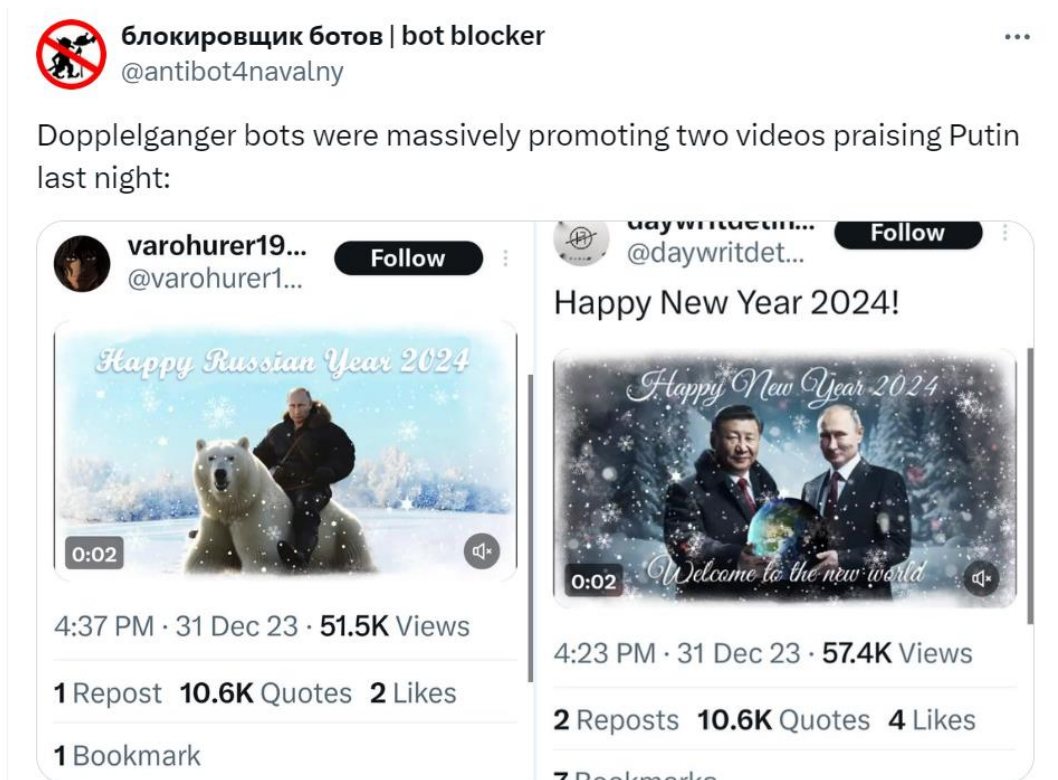 блокировщик ботов | bot blocker
@antibot4navalny
Dopplelganger bots were massively promoting two videos praising Putin
last night:
varohurer19...
@varohurer1...
Follow
Happy Russian Year 2024
0:02
4:37 PM · 31 Dec 23 · 51.5K Views
1 Repost 10.6K Quotes 2 Likes
1 Bookmark
daywritdetin...
@daywritdet...
Follow
Happy New Year 2024!
Happy New Year 2024
Welcome to the new world
0:02
4:23 PM · 31 Dec 23 · 57.4K Views
2 Reposts 10.6K Quotes 4 Likes
7 Bookmarks